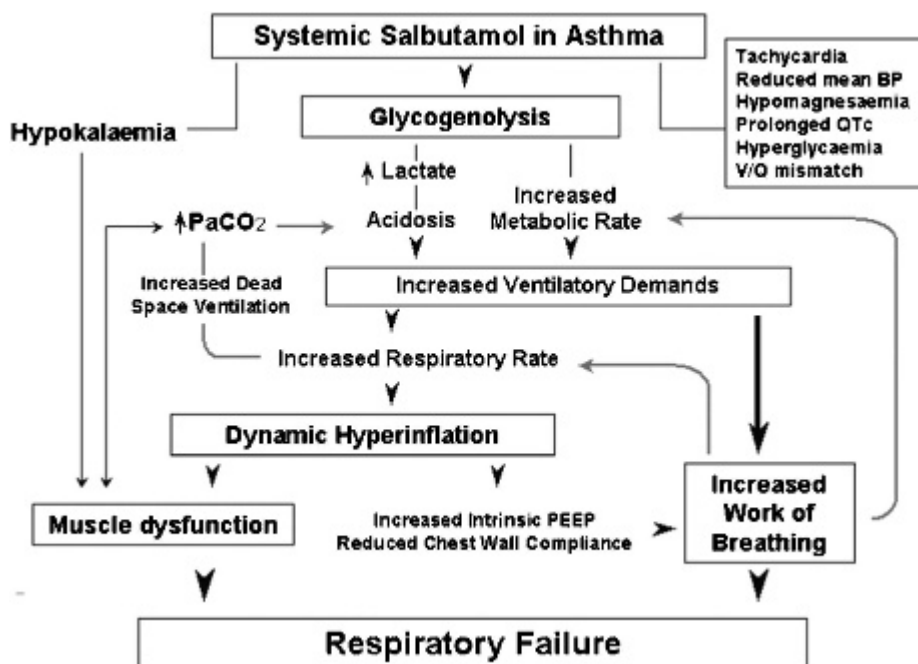 Systemic Salbutamol in Asthma
Tachycardia
Reduced mean BP
Hypomagnesaemia
Prolonged QTc
Hyperglycaemia
V/Q mismatch
Hypokalaemia
Glycogenolysis
Lactate
Increased
Metabolic Rate
PaCO₂
Acidosis
Increased Dead
Space Ventilation
Increased Ventilatory Demands
Increased Respiratory Rate
Dynamic Hyperinflation
Muscle dysfunction
Increased Intrinsic PEEP
Reduced Chest Wall Compliance
Increased
Work of
Breathing
Respiratory Failure